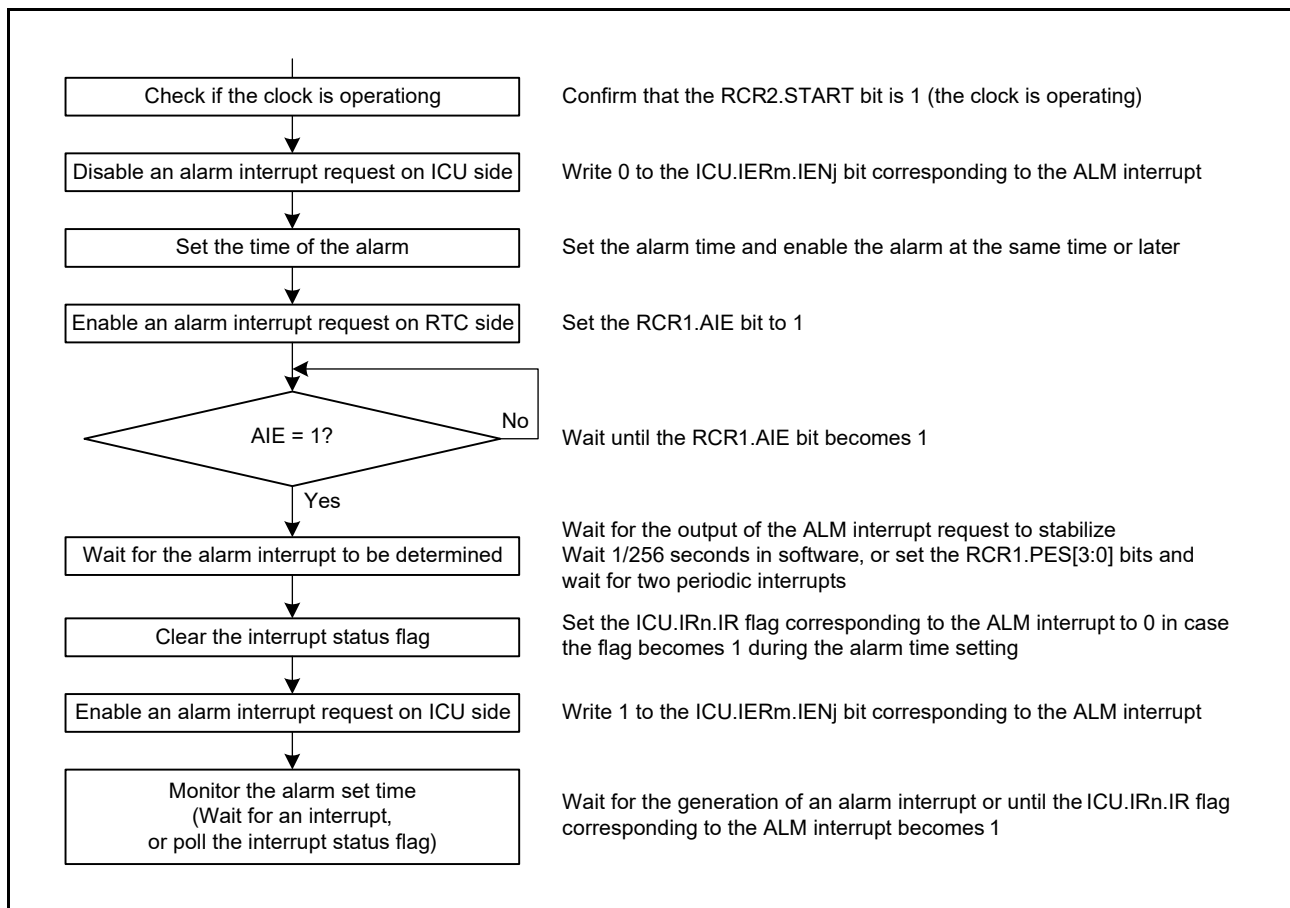 Check if the clock is operationg
Confirm that the RCR2.START bit is 1 (the clock is operating)
Disable an alarm interrupt request on ICU side
Write 0 to the ICU.IERm.IENj bit corresponding to the ALM interrupt
Set the time of the alarm
Set the alarm time and enable the alarm at the same time or later
Enable an alarm interrupt request on RTC side
Set the RCR1.AIE bit to 1
AIE = 1?
No
Wait until the RCR1.AIE bit becomes 1
Yes
Wait for the alarm interrupt to be determined
Wait for the output of the ALM interrupt request to stabilize
Wait 1/256 seconds in software, or set the RCR1.PES[3:0] bits and
wait for two periodic interrupts
Clear the interrupt status flag
Set the ICU.IRn.IR flag corresponding to the ALM interrupt to 0 in case
the flag becomes 1 during the alarm time setting
Enable an alarm interrupt request on ICU side
Write 1 to the ICU.IERm.IENj bit corresponding to the ALM interrupt
Monitor the alarm set time
(Wait for an interrupt,
or poll the interrupt status flag)
Wait for the generation of an alarm interrupt or until the ICU.IRn.IR flag
corresponding to the ALM interrupt becomes 1